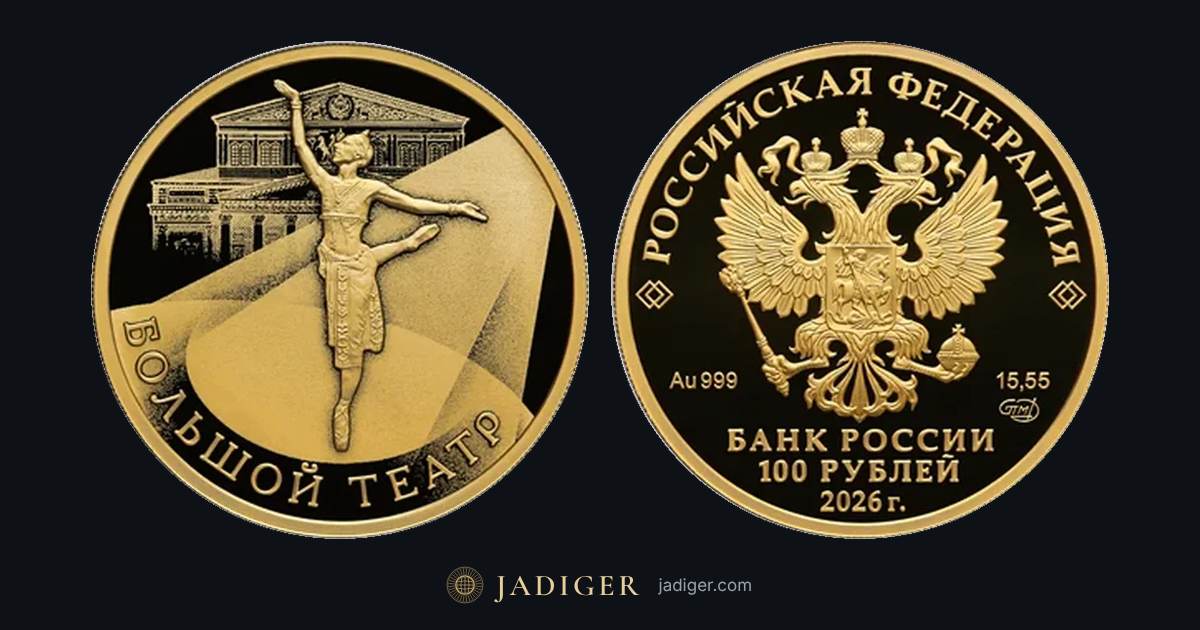 БОЛЬШОЙ ТЕАТР
РОССИЙСКАЯ ФЕДЕРАЦИЯ
Au 999
15,55
СПМД
БАНК РОССИИ
100 РУБЛЕЙ
2026 г.
JADIGER
jadiger.com